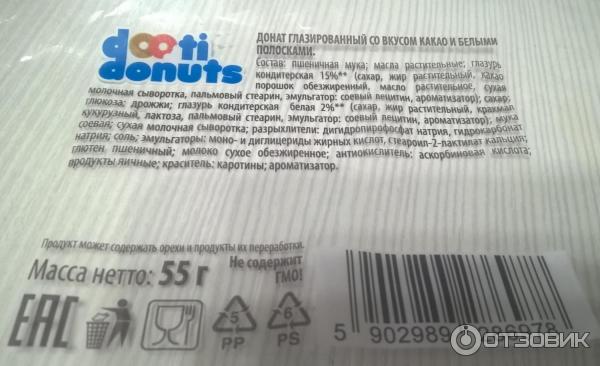 dooti
donuts
ДОНАТ ГЛАЗИРОВАННЫЙ СО ВКУСОМ КАКАО И БЕЛЫМИ
ПОЛОСКАМИ.
Состав: пшеничная мука; масла растительные; глазурь
кондитерская 15%** (сахар, жир растительный, какао
порошок обезжиренный, масло растительное, сухая
молочная сыворотка, пальмовый стеарин, эмульгатор: соевый лецитин, ароматизатор); сахар;
глюкоза; дрожжи; глазурь кондитерская белая 2%** (сахар, жир растительный, крахмал
кукурузный, лактоза, пальмовый стеарин, эмульгатор: соевый лецитин, ароматизатор); мука
соевая; сухая молочная сыворотка; разрыхлители: дигидропирофосфат натрия, гидрокарбонат
натрия; соль; эмульгаторы: моно- и диглицериды жирных кислот, стеароил-2-лактилат кальция;
глютен пшеничный; молоко сухое обезжиренное; антиокислитель: аскорбиновая кислота;
продукты яичные; краситель: каротины; ароматизатор.
Продукт может содержать орехи и продукты их переработки.
Масса нетто: 55 г
Не содержит
ГМО!
EAC
5
PP
6
PS
5 902989 086978
ОТЗОВИК